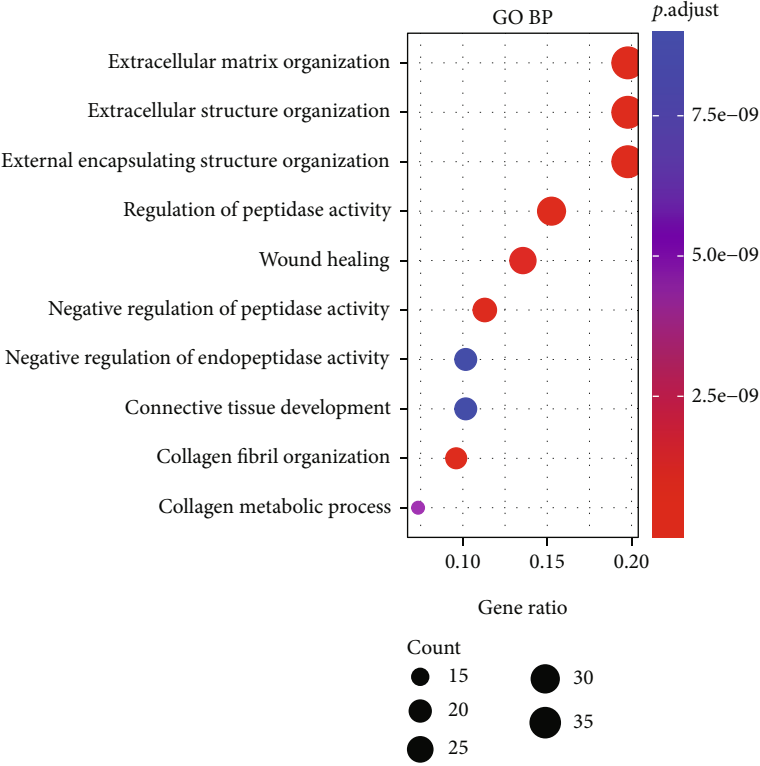 GO BP
p.adjust
Extracellular matrix organization
Extracellular structure organization
External encapsulating structure organization
Regulation of peptidase activity
Wound healing
Negative regulation of peptidase activity
Negative regulation of endopeptidase activity
Connective tissue development
Collagen fibril organization
Collagen metabolic process
7.5e−09
5.0e−09
2.5e−09
0.10 0.15 0.20
Gene ratio
Count
15 30
20 35
25